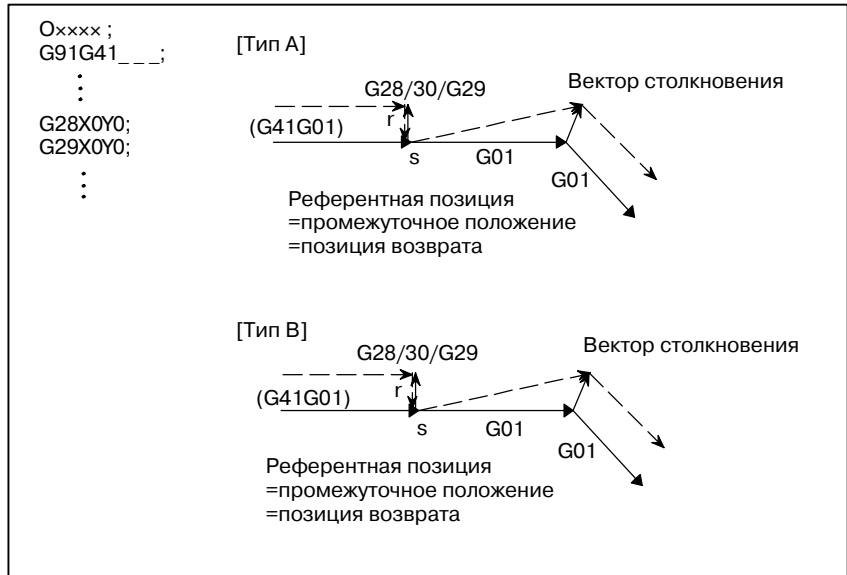 O×××× ;
G91G41_ _ _;
G28X0Y0;
G29X0Y0;
[Тип A]
G28/30/G29
Вектор столкновения
(G41G01)
r
s
G01
G01
Референтная позиция
=промежуточное положение
=позиция возврата
[Тип B]
G28/30/G29
Вектор столкновения
(G41G01)
r
s
G01
G01
Референтная позиция
=промежуточное положение
=позиция возврата